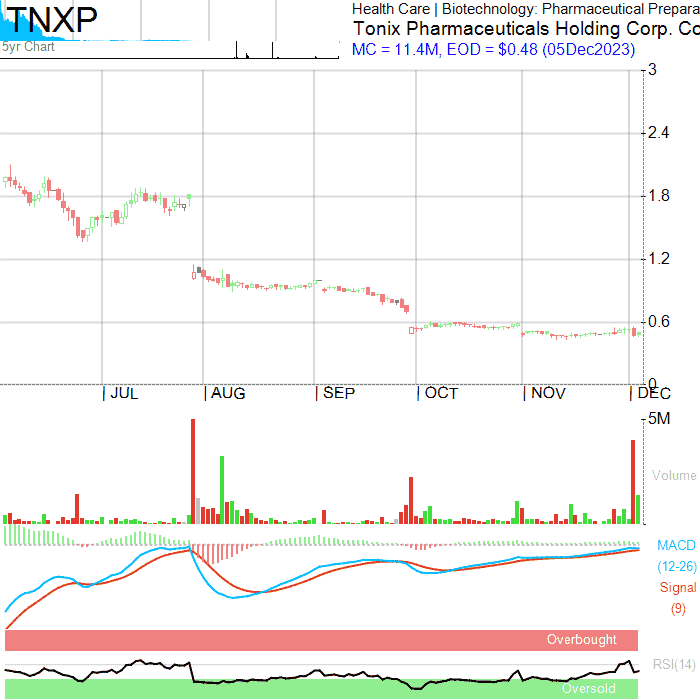 TNXP
5yr Chart
Health Care | Biotechnology: Pharmaceutical Prepara
Tonix Pharmaceuticals Holding Corp. Co
MC = 11.4M, EOD = $0.48 (05Dec2023)
3
2.4
1.8
1.2
0.6
0
JUL AUG SEP OCT NOV DEC
5M
Volume
MACD
(12-26)
Signal
(9)
Overbought
RSI(14)
Oversold